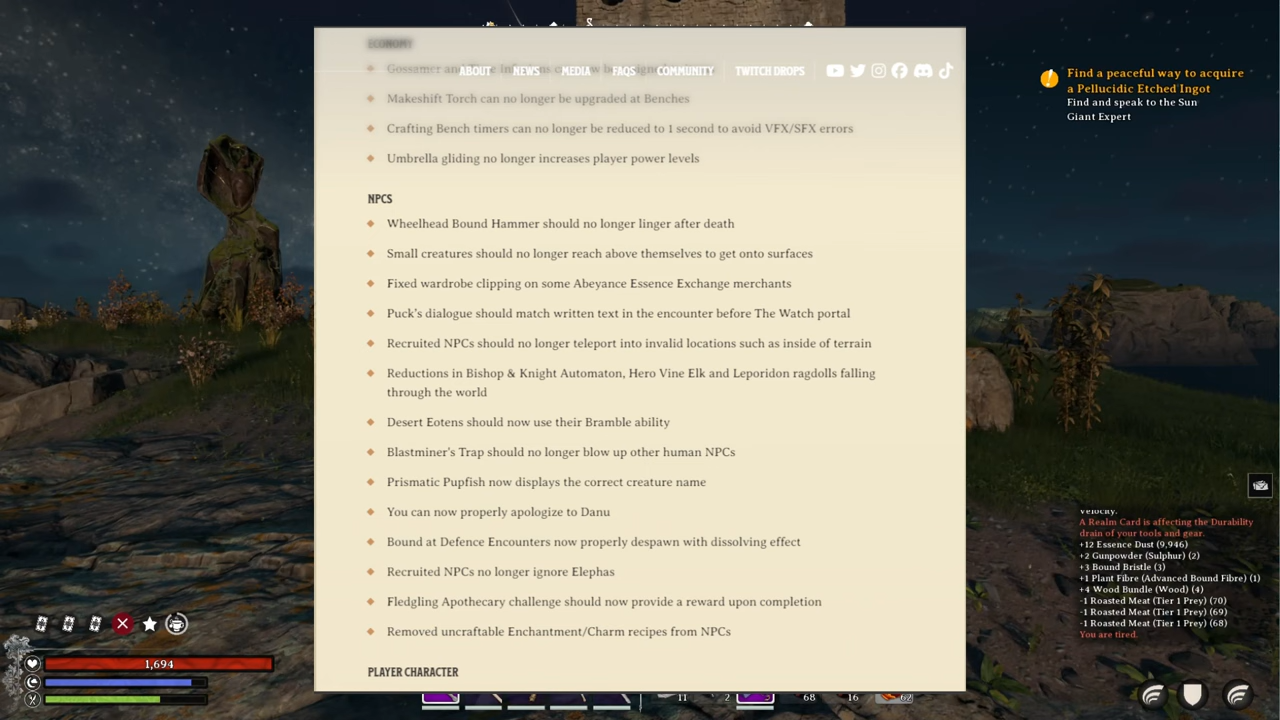 ECONOMY
ABOUT NEWS MEDIA FAQS COMMUNITY TWITCH DROPS
Gossamer and
Makeshift Torch can no longer be upgraded at Benches
Crafting Bench timers can no longer be reduced to 1 second to avoid VFX/SFX errors
Umbrella gliding no longer increases player power levels
NPCS
Wheelhead Bound Hammer should no longer linger after death
Small creatures should no longer reach above themselves to get onto surfaces
Fixed wardrobe clipping on some Abeyance Essence Exchange merchants
Puck's dialogue should match written text in the encounter before The Watch portal
Recruited NPCs should no longer teleport into invalid locations such as inside of terrain
Reductions in Bishop & Knight Automaton, Hero Vine Elk and Leporidon ragdolls falling
through the world
Desert Eotens should now use their Bramble ability
Blastminer's Trap should no longer blow up other human NPCs
Prismatic Pupfish now displays the correct creature name
You can now properly apologize to Danu
Bound at Defence Encounters now properly despawn with dissolving effect
Recruited NPCs no longer ignore Elephas
Fledgling Apothecary challenge should now provide a reward upon completion
Removed uncraftable Enchantment/Charm recipes from NPCs
PLAYER CHARACTER
Find a peaceful way to acquire
a Pellucidic Etched Ingot
Find and speak to the Sun
Giant Expert
velocity.
A Realm Card is affecting the Durability
drain of your tools and gear.
+12 Essence Dust (9,946)
+2 Gunpowder (Sulphur) (2)
+3 Bound Bristle (3)
+1 Plant Fibre (Advanced Bound Fibre) (1)
+4 Wood Bundle (Wood) (4)
-1 Roasted Meat (Tier 1 Prey) (70)
-1 Roasted Meat (Tier 1 Prey) (69)
-1 Roasted Meat (Tier 1 Prey) (68)
You are tired.
1,694
11 2 68 16 62